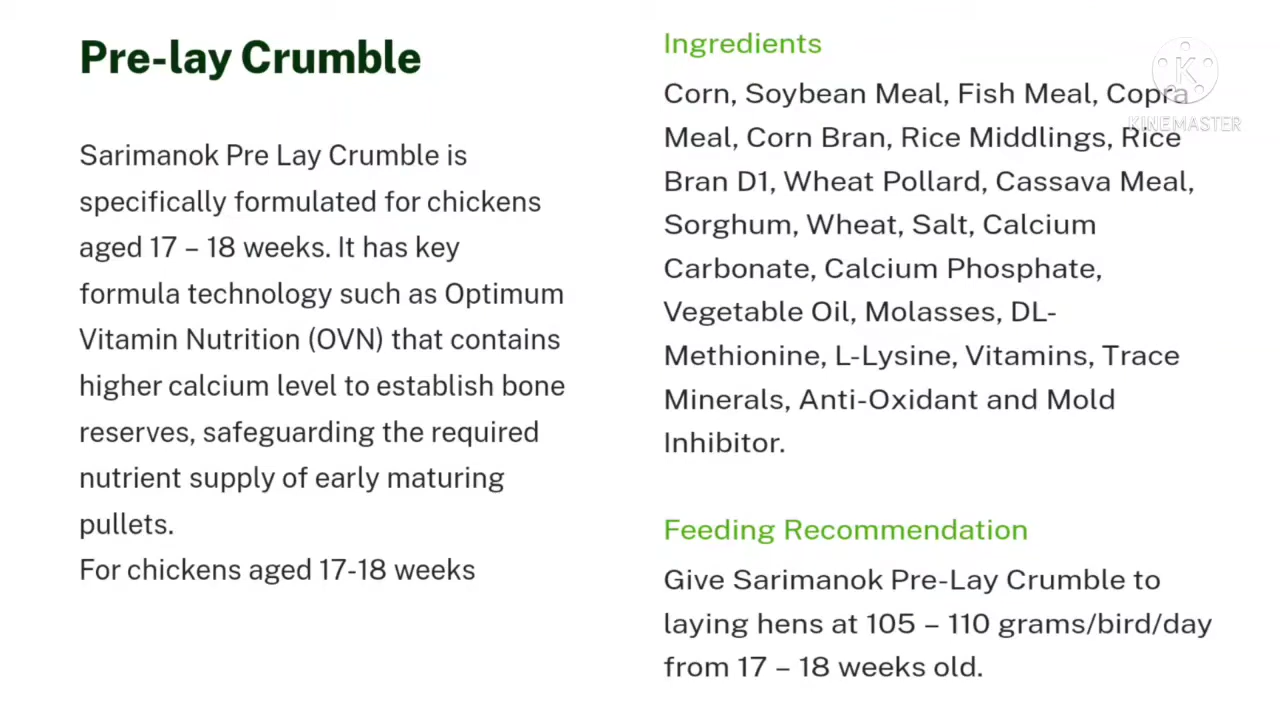 Pre-lay Crumble
Sarimanok Pre Lay Crumble is
specifically formulated for chickens
aged 17 – 18 weeks. It has key
formula technology such as Optimum
Vitamin Nutrition (OVN) that contains
higher calcium level to establish bone
reserves, safeguarding the required
nutrient supply of early maturing
pullets.
For chickens aged 17-18 weeks
Ingredients
Corn, Soybean Meal, Fish Meal, Copra
Meal, Corn Bran, Rice Middlings, Rice
Bran D1, Wheat Pollard, Cassava Meal,
Sorghum, Wheat, Salt, Calcium
Carbonate, Calcium Phosphate,
Vegetable Oil, Molasses, DL-
Methionine, L-Lysine, Vitamins, Trace
Minerals, Anti-Oxidant and Mold
Inhibitor.
Feeding Recommendation
Give Sarimanok Pre-Lay Crumble to
laying hens at 105 – 110 grams/bird/day
from 17 – 18 weeks old.
K
KINEMASTER